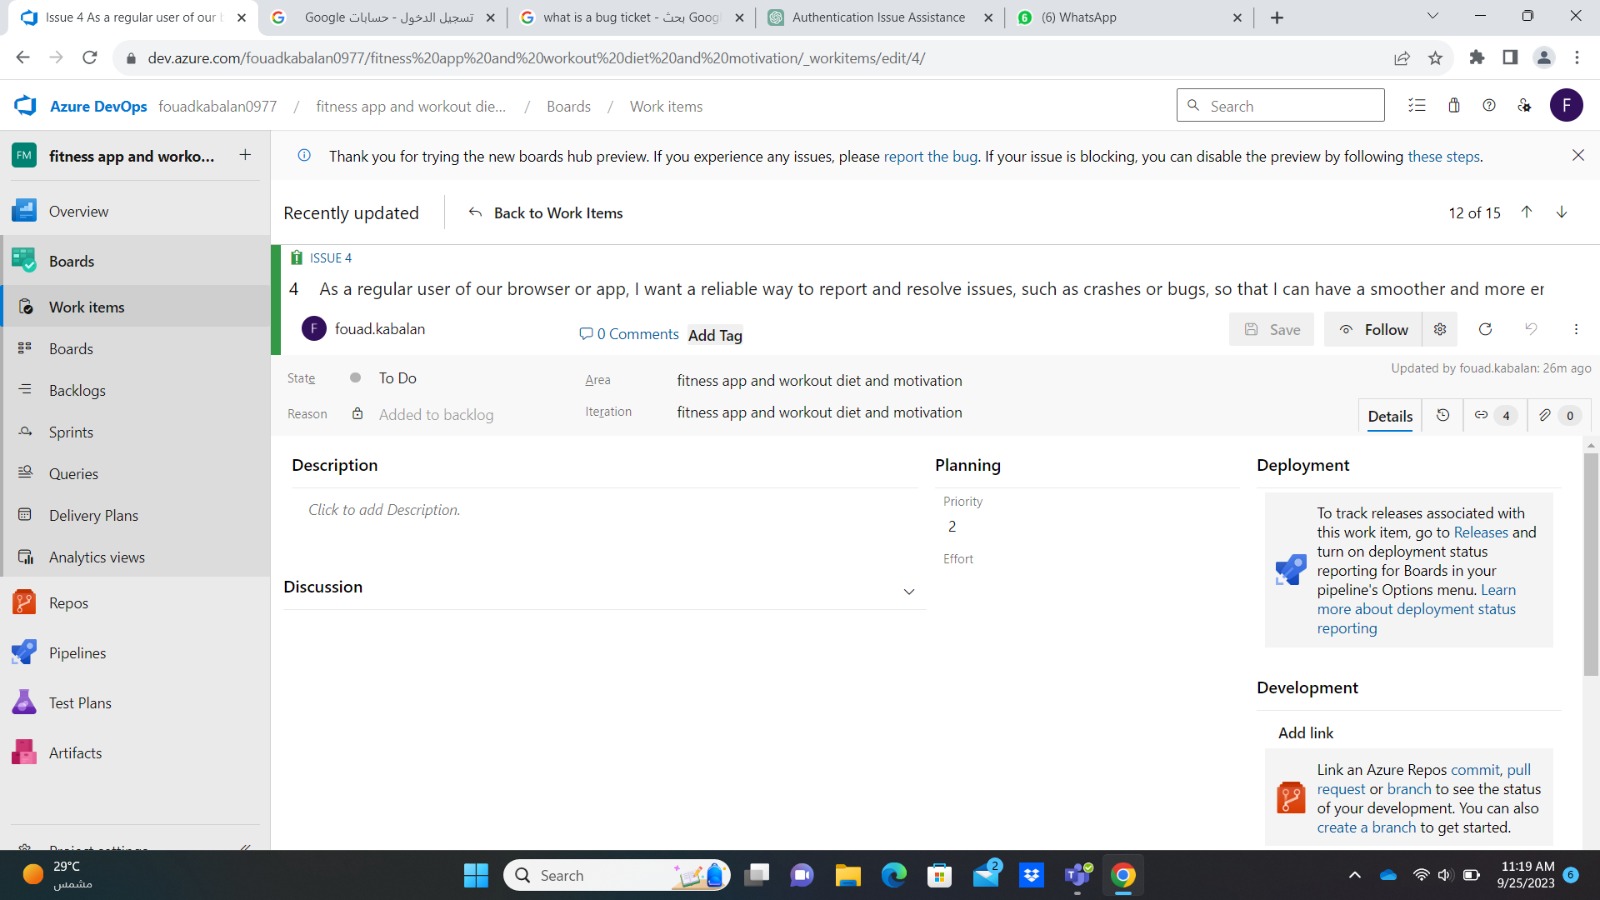 Issue 4 As a regular user of our
تسجيل الدخول - حسابات Google
what is a bug ticket - بحث Goog
Authentication Issue Assistance
(6) WhatsApp
dev.azure.com/fouadkabalan0977/fitness%20app%20and%20workout%20diet%20and%20motivation/_workitems/edit/4/
Azure DevOps fouadkabalan0977 / fitness app and workout die... / Boards / Work items
Search
F
FM fitness app and worko... +
Thank you for trying the new boards hub preview. If you experience any issues, please report the bug. If your issue is blocking, you can disable the preview by following these steps.
Overview
Boards
Work items
Boards
Backlogs
Sprints
Queries
Delivery Plans
Analytics views
Repos
Pipelines
Test Plans
Artifacts
Project settings
Recently updated
Back to Work Items
12 of 15
ISSUE 4
4 As a regular user of our browser or app, I want a reliable way to report and resolve issues, such as crashes or bugs, so that I can have a smoother and more er
F fouad.kabalan
0 Comments
Add Tag
Save
Follow
State To Do
Area fitness app and workout diet and motivation
Updated by fouad.kabalan: 26m ago
Reason Added to backlog
Iteration fitness app and workout diet and motivation
Details
4
0
Description
Click to add Description.
Discussion
Planning
Priority
2
Effort
Deployment
To track releases associated with
this work item, go to Releases and
turn on deployment status
reporting for Boards in your
pipeline's Options menu. Learn
more about deployment status
reporting
Development
Add link
Link an Azure Repos commit, pull
request or branch to see the status
of your development. You can also
create a branch to get started.
29°C
مشمس
Search
2
11:19 AM
9/25/2023
6